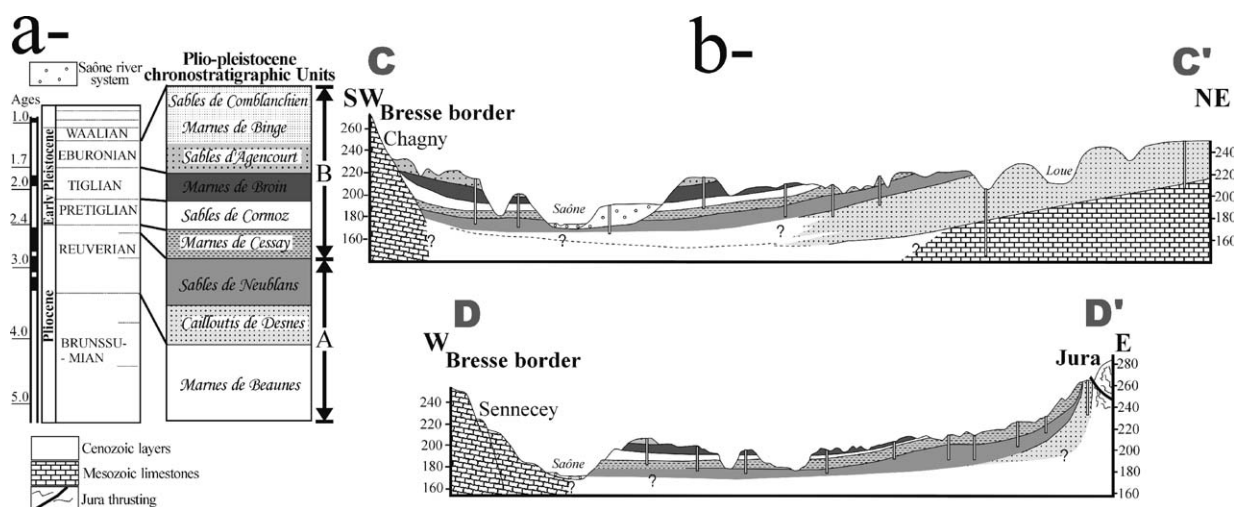 a-
Saône river
system
Plio-pleistocene
chronostratigraphic Units
Ages
1.0
1.7
2.0
2.4
3.0
4.0
5.0
Early Pleistocene
Pliocene
WAALIAN
EBURONIAN
TIGLIAN
PRETIGLIAN
REUVERIAN
BRUNSSU-
-MIAN
Sables de Comblanchien
Marnes de Binge
Sables d'Agencourt
Marnes de Broin
Sables de Cormoz
Marnes de Cessay
Sables de Neublans
Cailloutis de Desnes
Marnes de Beaunes
B
A
Cenozoic layers
Mesozoic limestones
Jura thrusting
b-
C
C'
SW
NE
Bresse border
Chagny
260
240
220
200
180
160
Saône
Loue
240
220
200
180
160
?
?
?
?
D
D'
W
E
Bresse border
Jura
Sennecey
240
220
200
180
160
Saône
280
260
240
220
200
180
160
?
?
?